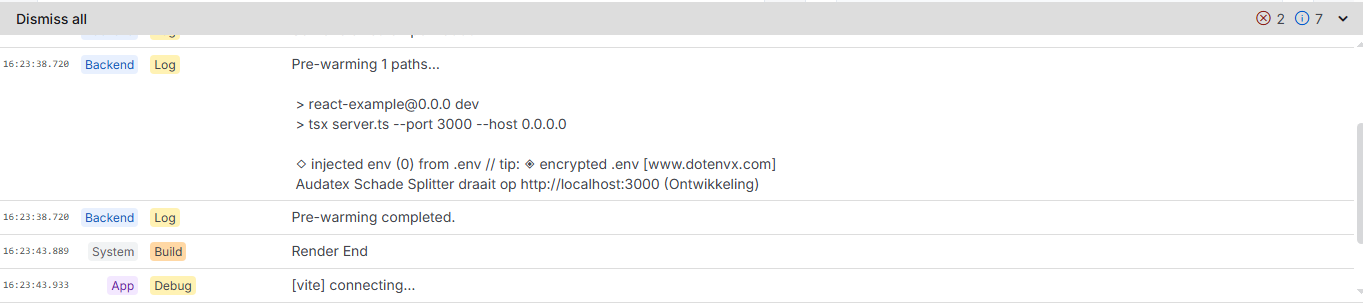 Dismiss all 2 7
16:23:38.720 Backend Log Pre-warming 1 paths...
> react-example@0.0.0 dev
> tsx server.ts --port 3000 --host 0.0.0.0
◇ injected env (0) from .env // tip: ◈ encrypted .env [www.dotenvx.com]
Audatex Schade Splitter draait op http://localhost:3000 (Ontwikkeling)
16:23:38.720 Backend Log Pre-warming completed.
16:23:43.889 System Build Render End
16:23:43.933 App Debug [vite] connecting...